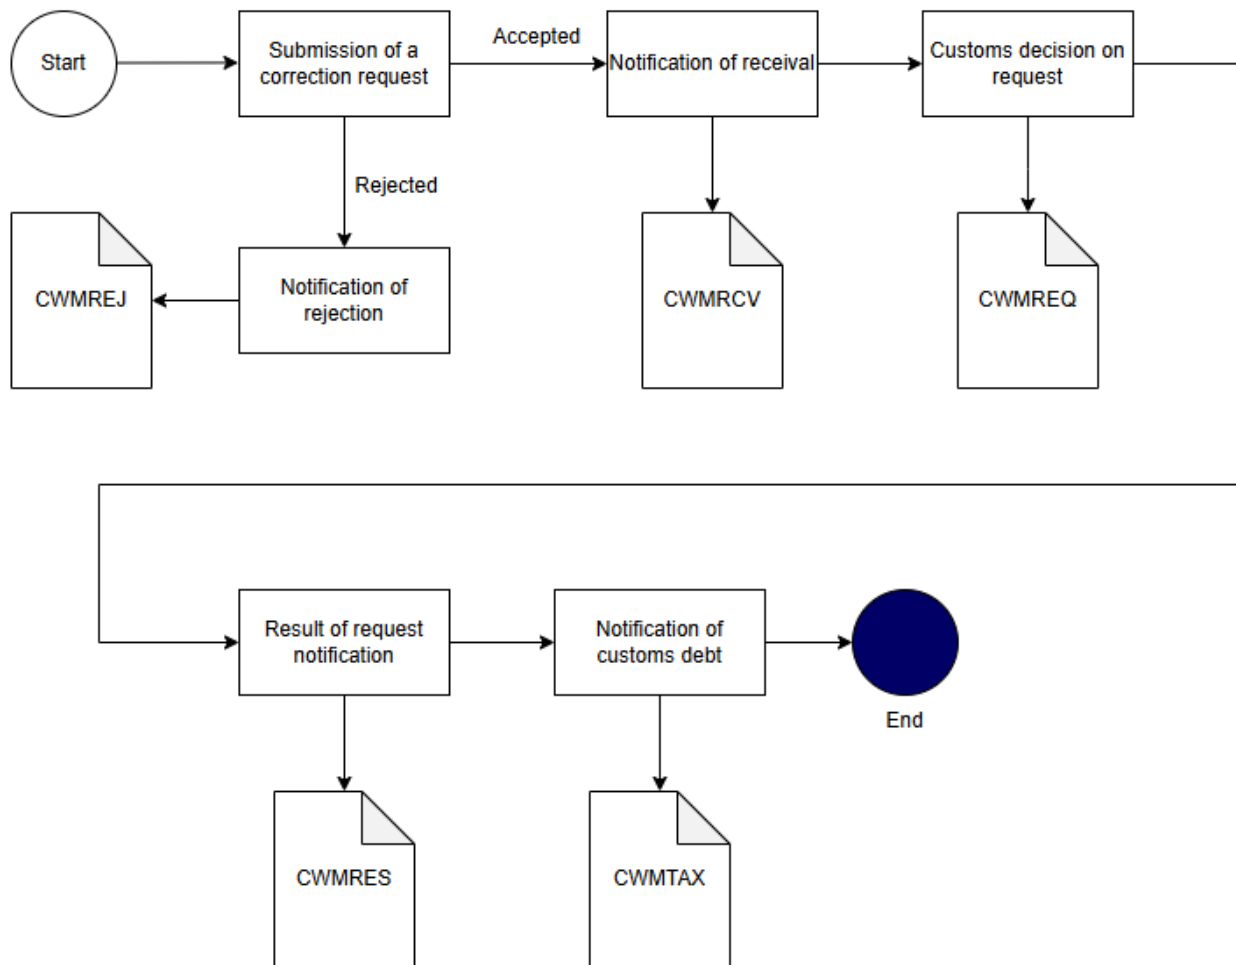 Start
Submission of a
correction request
Accepted
Notification of receival
Customs decision on
request
Rejected
CWMREJ
Notification of
rejection
CWMRCV
CWMREQ
Result of request
notification
Notification of
customs debt
End
CWMRES
CWMTAX